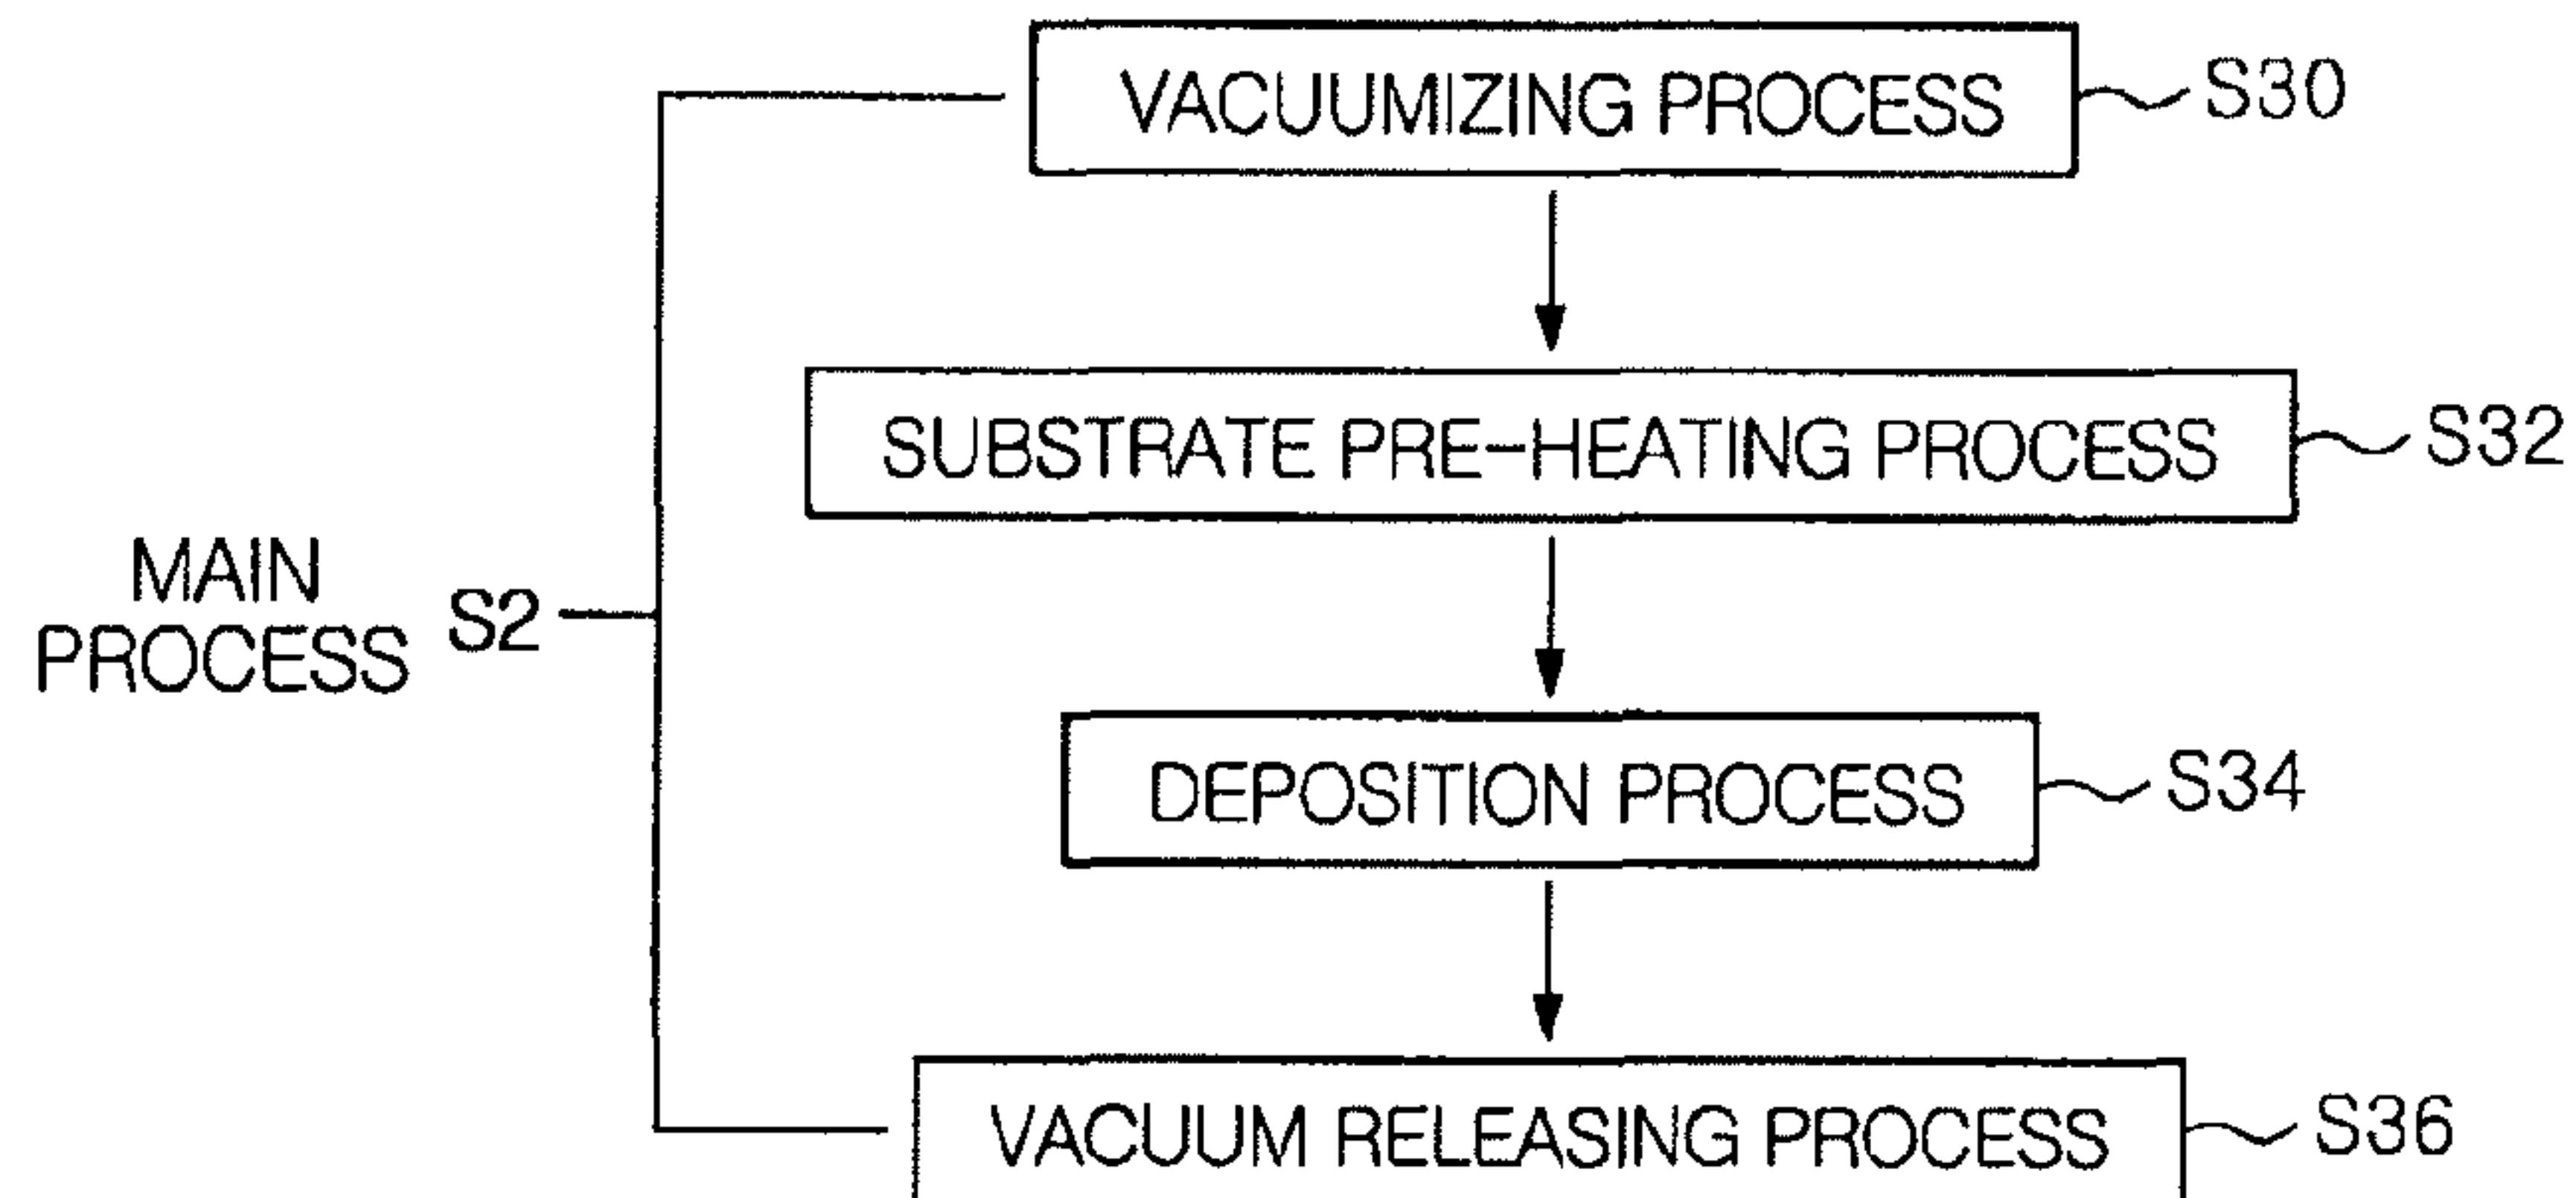 VACUUMIZING PROCESS S30
SUBSTRATE PRE-HEATING PROCESS S32
MAIN
PROCESS S2
DEPOSITION PROCESS S34
VACUUM RELEASING PROCESS S36